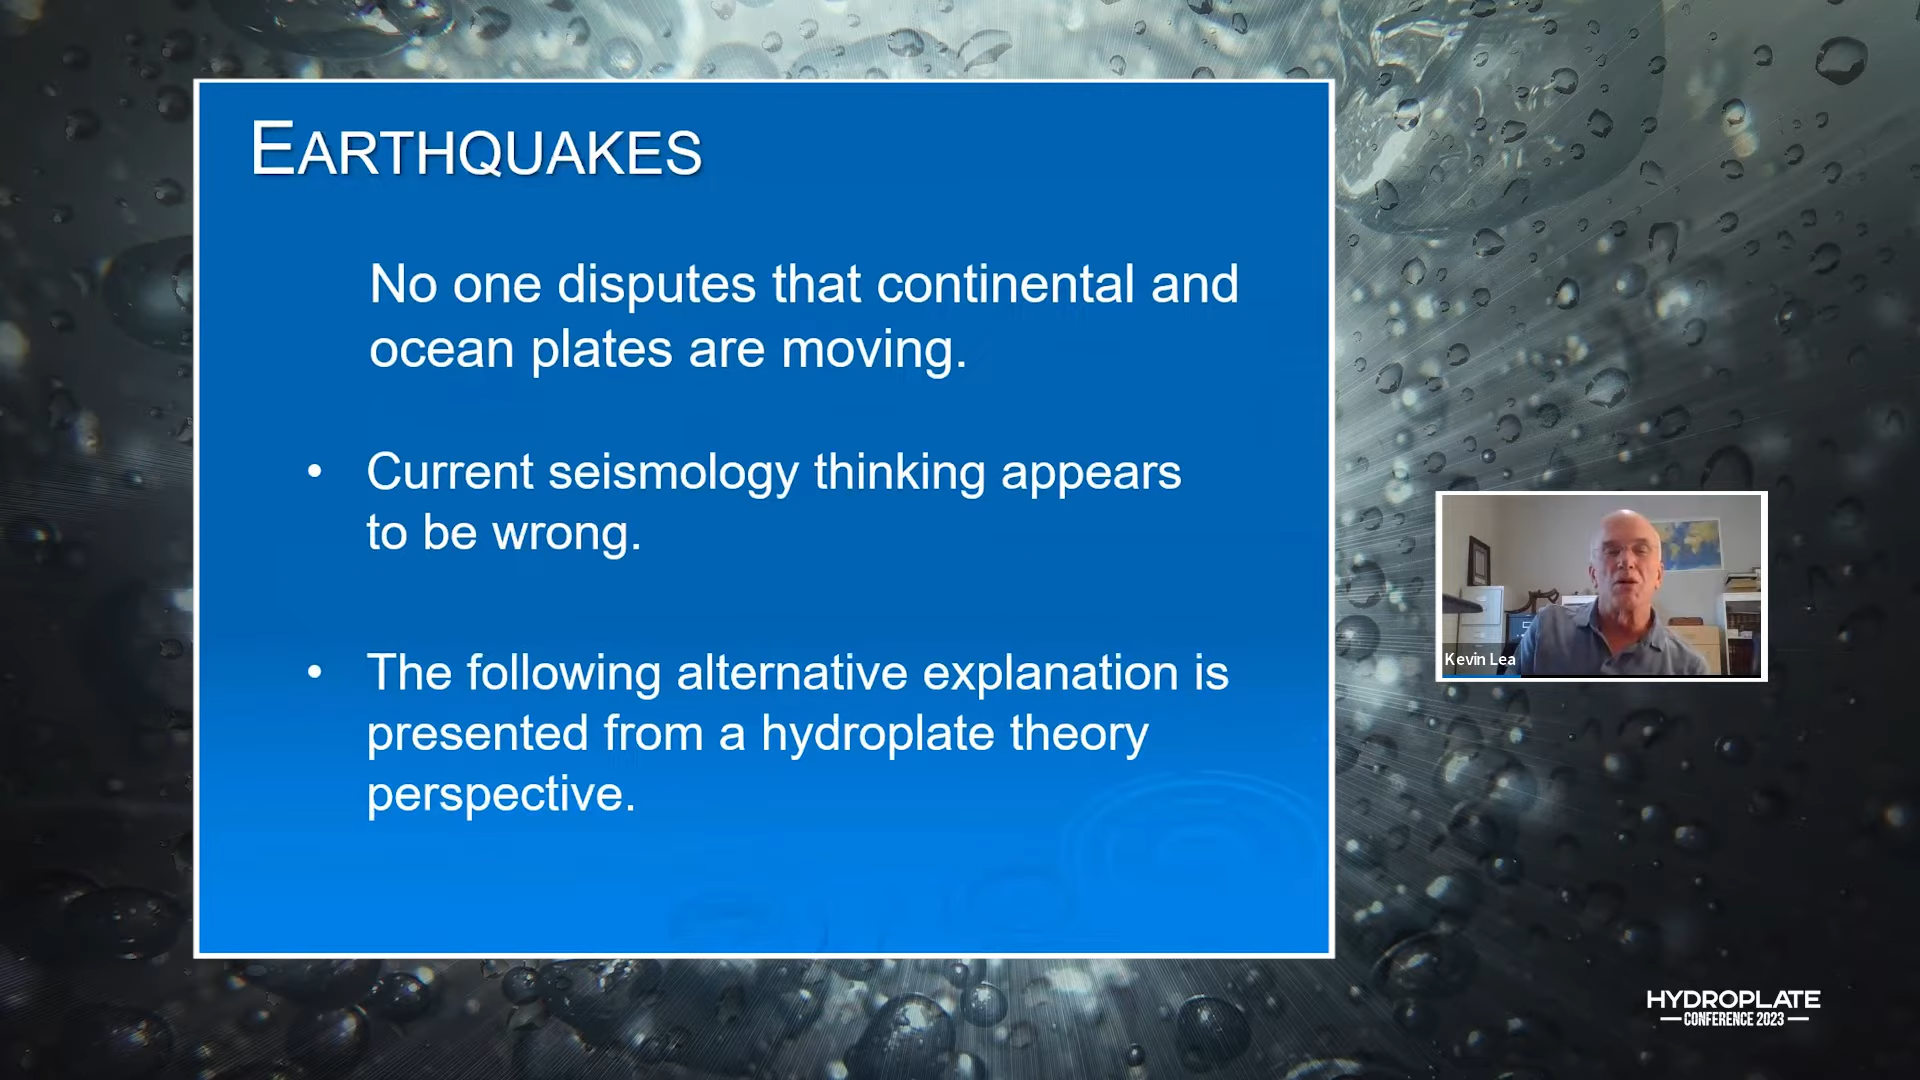 EARTHQUAKES
No one disputes that continental and
ocean plates are moving.
• Current seismology thinking appears
to be wrong.
• The following alternative explanation is
presented from a hydroplate theory
perspective.
Kevin Lea
HYDROPLATE
CONFERENCE 2023